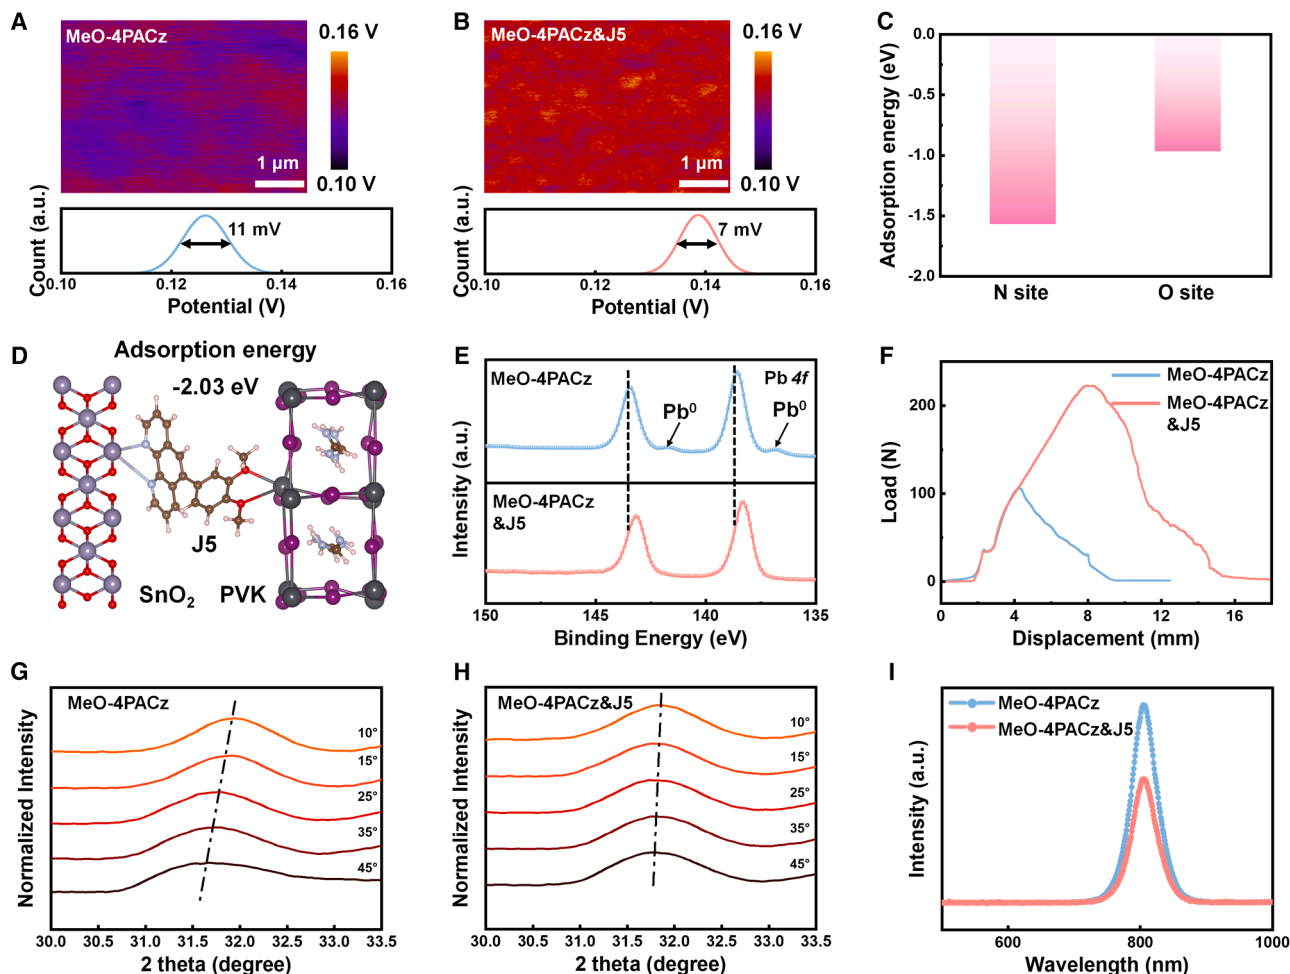 A
MeO-4PACz
0.16 V
0.10 V
1 μm
Count (a.u.)
11 mV
0.10
0.12
0.14
0.16
Potential (V)
B
MeO-4PACz&J5
0.16 V
0.10 V
1 μm
Count (a.u.)
7 mV
0.10
0.12
0.14
0.16
Potential (V)
C
Adsorption energy (eV)
0.0
-0.5
-1.0
-1.5
-2.0
N site
O site
D
Adsorption energy
-2.03 eV
J5
SnO2
PVK
E
MeO-4PACz
Pb 4f
Pb0
Pb0
MeO-4PACz
&J5
Intensity (a.u.)
150
145
140
135
Binding Energy (eV)
F
MeO-4PACz
MeO-4PACz
&J5
Load (N)
200
100
0
0
4
8
12
16
Displacement (mm)
G
MeO-4PACz
10°
15°
25°
35°
45°
Normalized Intensity
30.0
30.5
31.0
31.5
32.0
32.5
33.0
33.5
2 theta (degree)
H
MeO-4PACz&J5
10°
15°
25°
35°
45°
Normalized Intensity
30.0
30.5
31.0
31.5
32.0
32.5
33.0
33.5
2 theta (degree)
I
MeO-4PACz
MeO-4PACz&J5
Intensity (a.u.)
600
800
1000
Wavelength (nm)